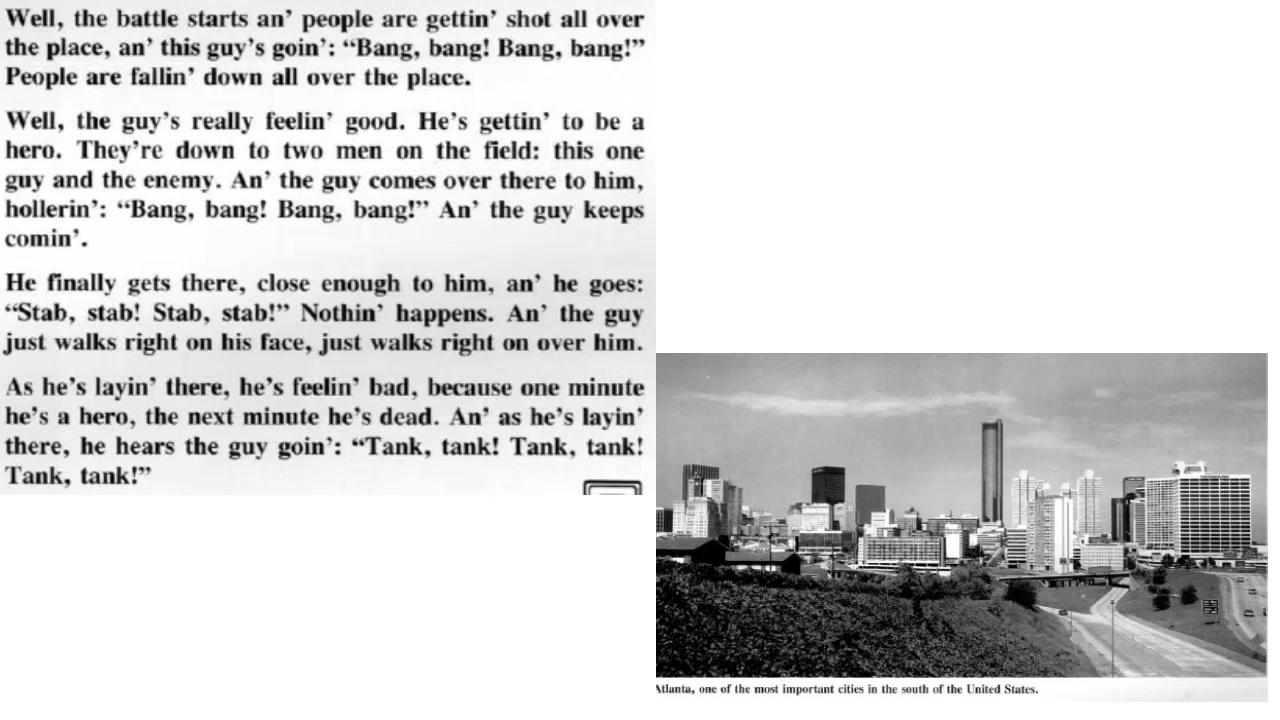 Well, the battle starts an’ people are gettin’ shot all over
the place, an’ this guy’s goin’: “Bang, bang! Bang, bang!”
People are fallin’ down all over the place.
Well, the guy’s really feelin’ good. He’s gettin’ to be a
hero. They’re down to two men on the field: this one
guy and the enemy. An’ the guy comes over there to him,
hollerin’: “Bang, bang! Bang, bang!” An’ the guy keeps
comin’.
He finally gets there, close enough to him, an’ he goes:
“Stab, stab! Stab, stab!” Nothin’ happens. An’ the guy
just walks right on his face, just walks right on over him.
As he’s layin’ there, he’s feelin’ bad, because one minute
he’s a hero, the next minute he’s dead. An’ as he’s layin’
there, he hears the guy goin’: “Tank, tank! Tank, tank!
Tank, tank!”
Atlanta, one of the most important cities in the south of the United States.